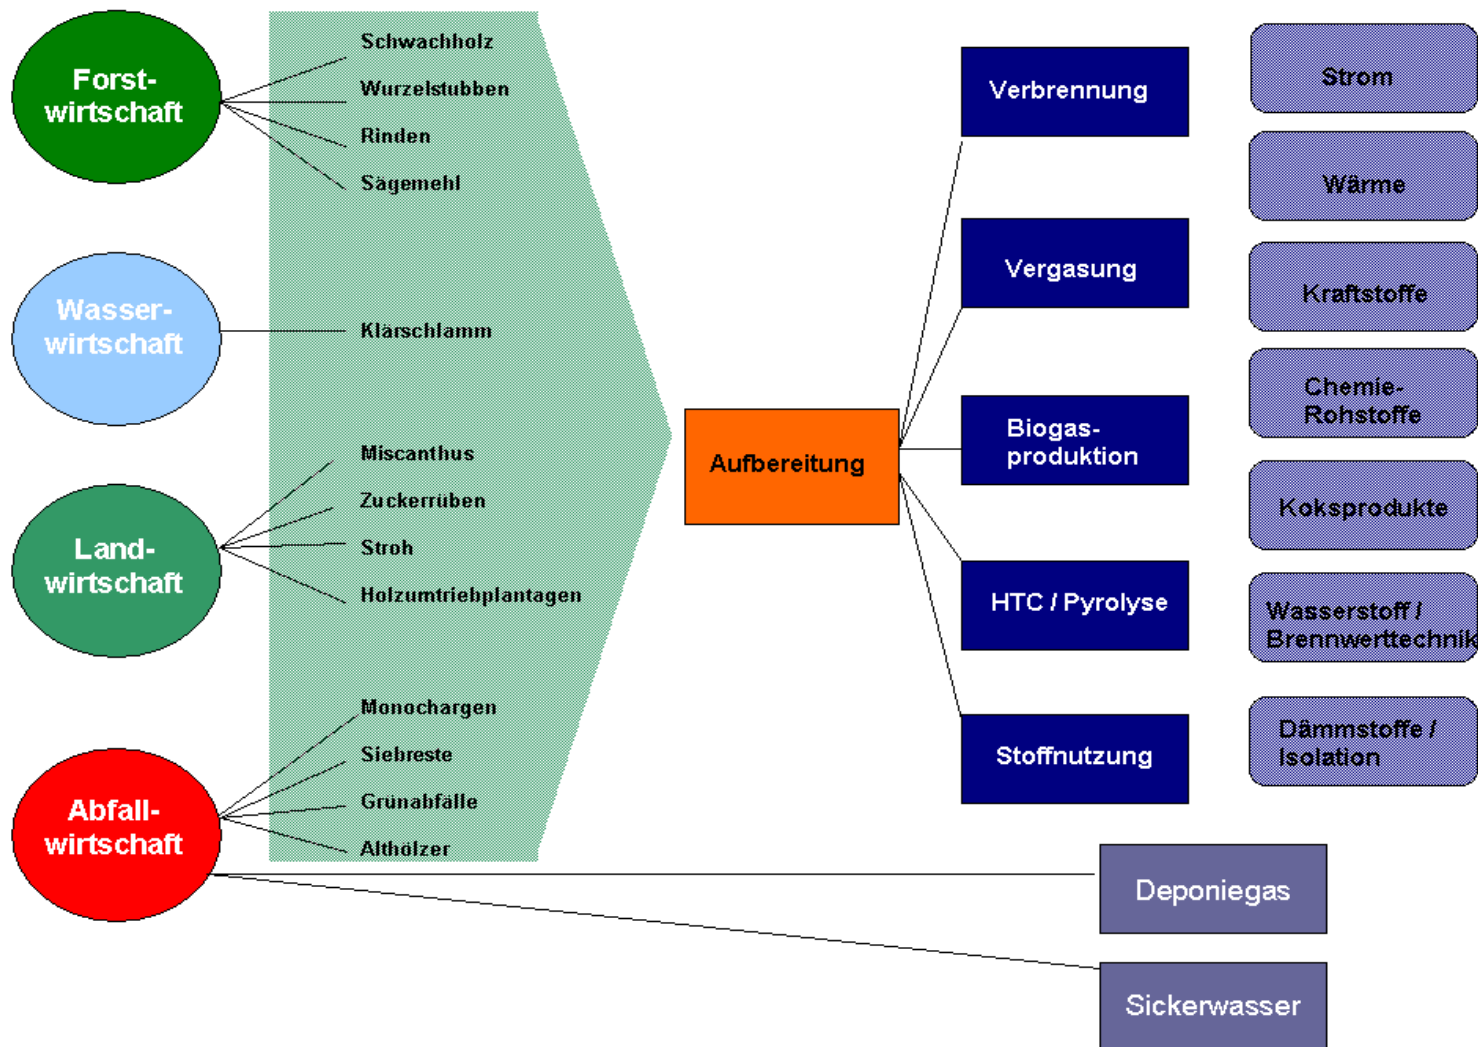 Forst-
wirtschaft
Schwachholz
Wurzelstubben
Rinden
Sägemehl
Wasser-
wirtschaft
Klärschlamm
Land-
wirtschaft
Miscanthus
Zuckerrüben
Stroh
Holzumtriebplantagen
Abfall-
wirtschaft
Monochargen
Siebreste
Grünabfälle
Althölzer
Aufbereitung
Verbrennung
Vergasung
Biogas-
produktion
HTC / Pyrolyse
Stoffnutzung
Strom
Wärme
Kraftstoffe
Chemie-
Rohstoffe
Koksprodukte
Wasserstoff /
Brennwerttechnik
Dämmstoffe /
Isolation
Deponiegas
Sickerwasser